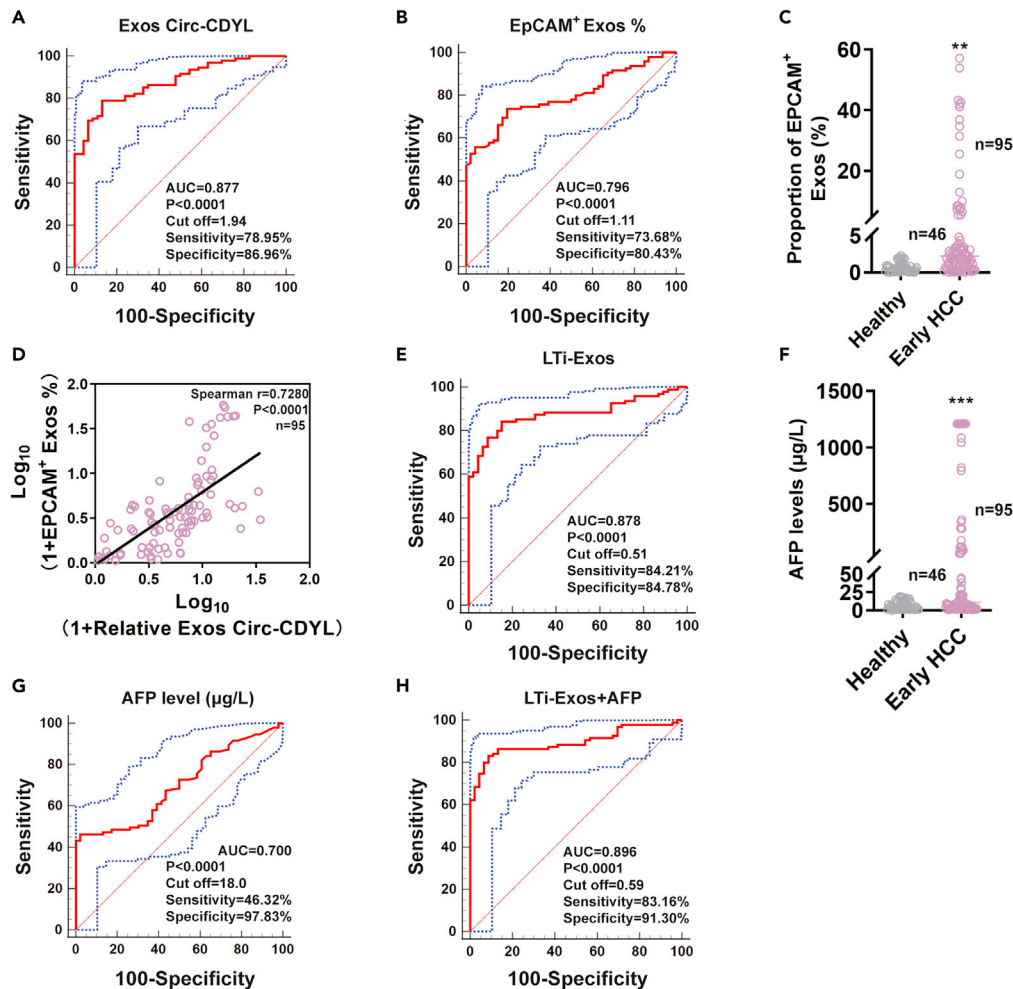 A
Exos Circ-CDYL
100
80
60
40
20
0
Sensitivity
AUC=0.877
P<0.0001
Cut off=1.94
Sensitivity=78.95%
Specificity=86.96%
0 20 40 60 80 100
100-Specificity
B
EpCAM+ Exos %
100
80
60
40
20
0
Sensitivity
AUC=0.796
P<0.0001
Cut off=1.11
Sensitivity=73.68%
Specificity=80.43%
0 20 40 60 80 100
100-Specificity
C
Proportion of EPCAM+
Exos (%)
60
40
20
5
0
**
n=95
n=46
Healthy
Early HCC
D
Log10
(1+EPCAM+ Exos %)
2.0
1.5
1.0
0.5
0.0
Spearman r=0.7280
P<0.0001
n=95
0.0 0.5 1.0 1.5 2.0
Log10
(1+Relative Exos Circ-CDYL)
E
LTi-Exos
100
80
60
40
20
0
Sensitivity
AUC=0.878
P<0.0001
Cut off=0.51
Sensitivity=84.21%
Specificity=84.78%
0 20 40 60 80 100
100-Specificity
F
AFP levels (μg/L)
1500
1000
500
50
25
0
***
n=95
n=46
Healthy
Early HCC
G
AFP level (μg/L)
100
80
60
40
20
0
Sensitivity
AUC=0.700
P<0.0001
Cut off=18.0
Sensitivity=46.32%
Specificity=97.83%
0 20 40 60 80 100
100-Specificity
H
LTi-Exos+AFP
100
80
60
40
20
0
Sensitivity
AUC=0.896
P<0.0001
Cut off=0.59
Sensitivity=83.16%
Specificity=91.30%
0 20 40 60 80 100
100-Specificity